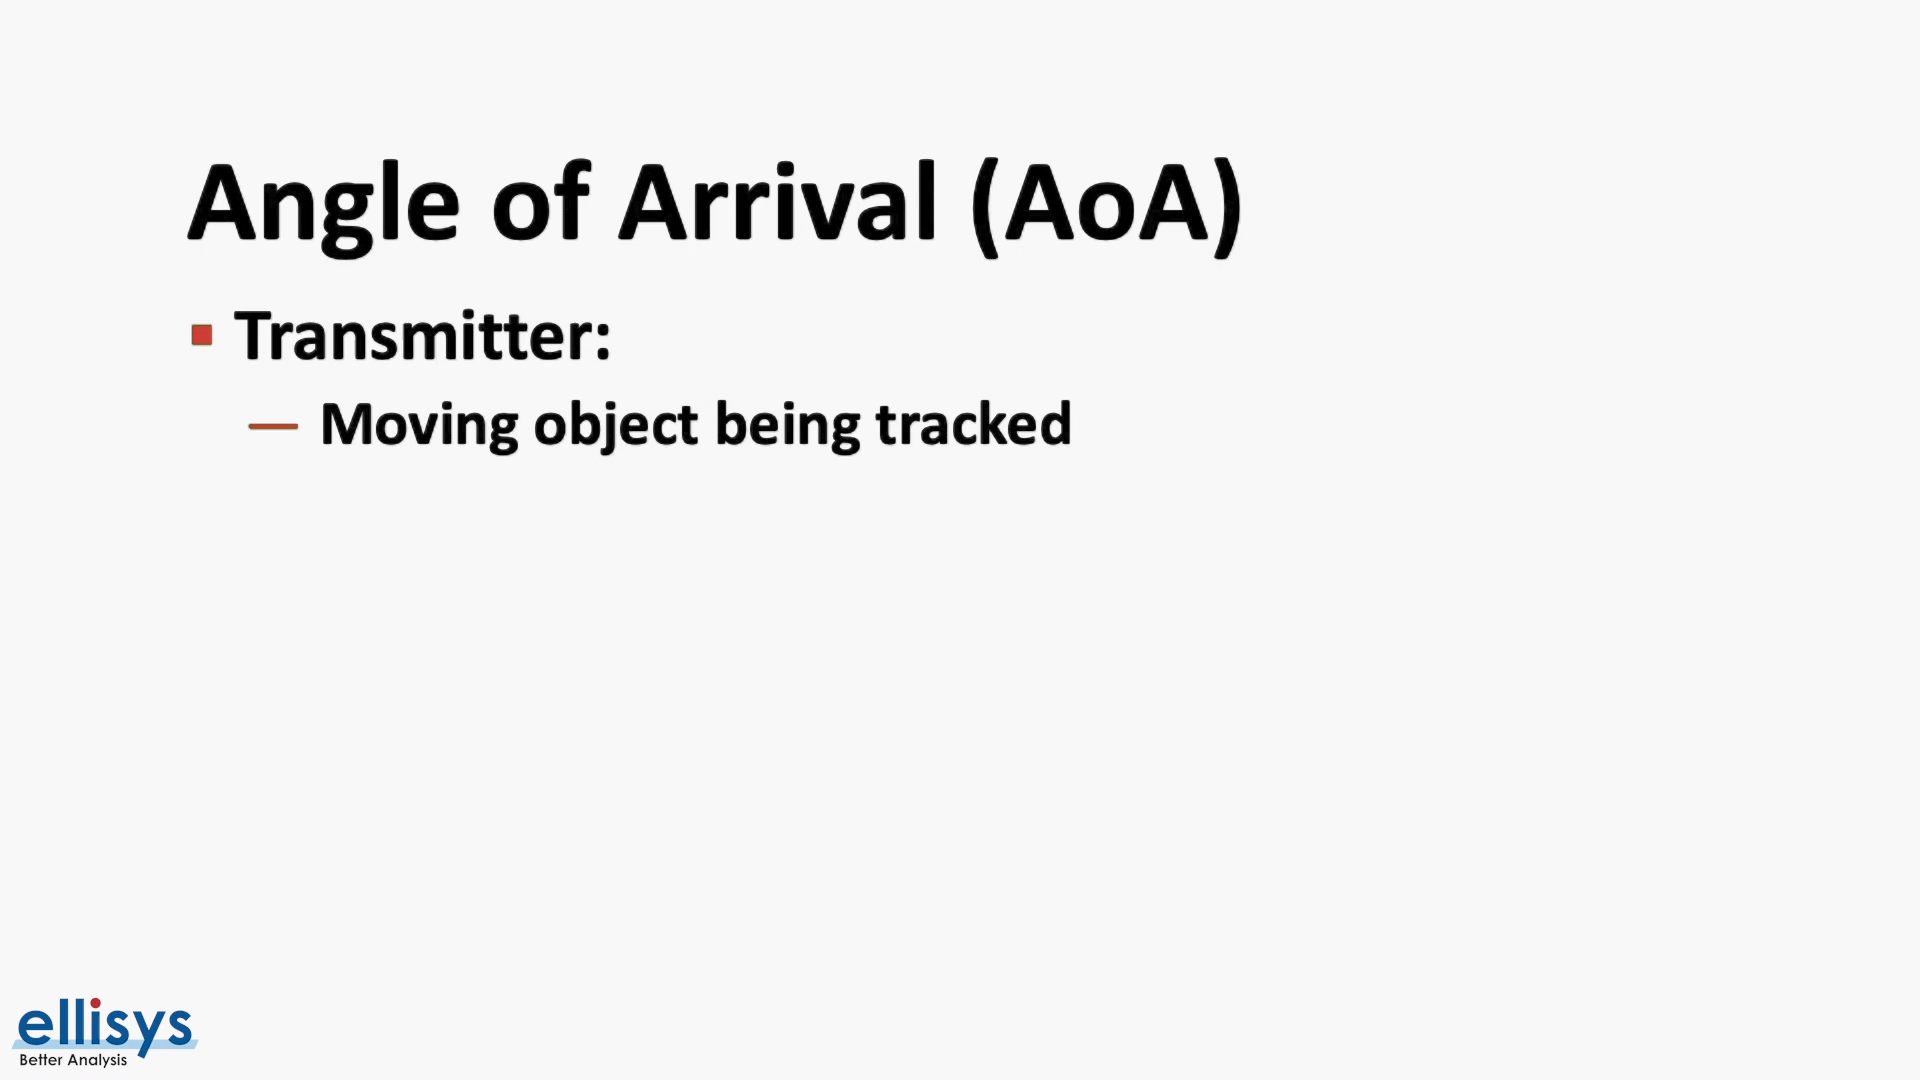 Angle of Arrival (AoA)
Transmitter:
— Moving object being tracked
ellisys
Better Analysis